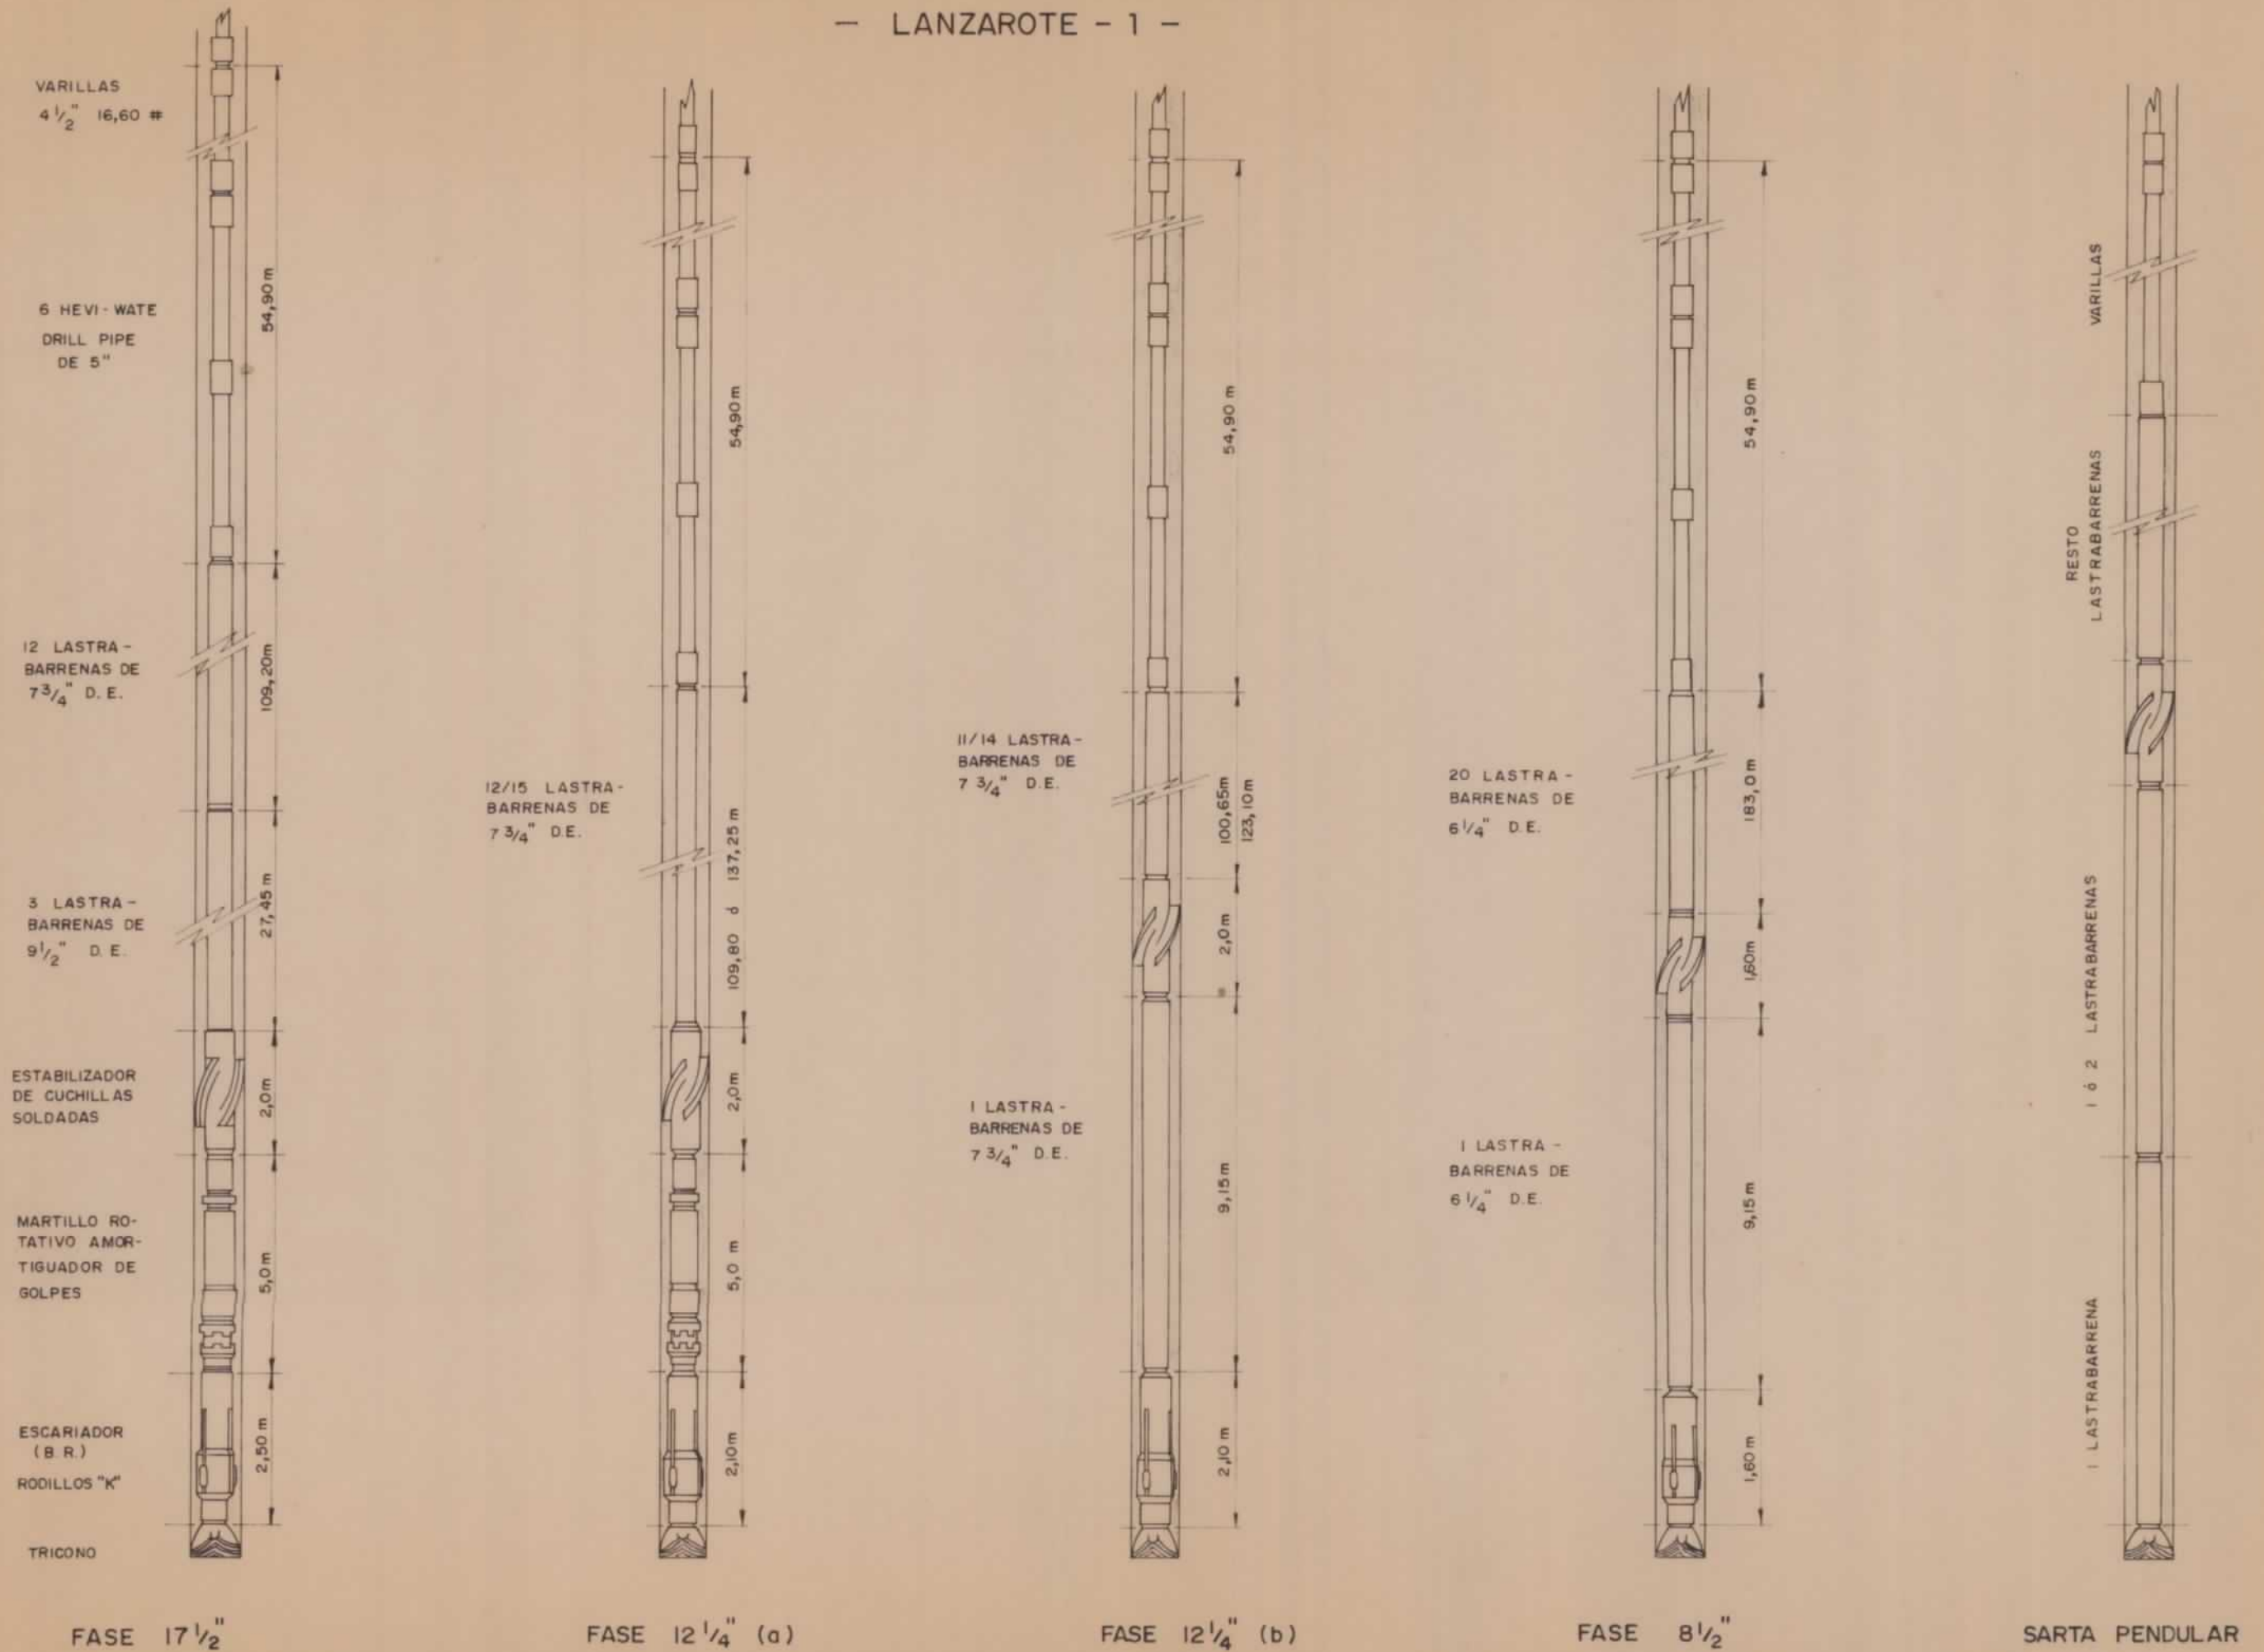 — LANZAROTE - 1 —
VARILLAS
4 1/2" 16,60 #
6 HEVI-WATE
DRILL PIPE
DE 5"
12 LASTRA-
BARRENAS DE
7 3/4" D.E.
3 LASTRA-
BARRENAS DE
9 1/2" D.E.
ESTABILIZADOR
DE CUCHILLAS
SOLDADAS
MARTILLO RO-
TATIVO AMOR-
TIGUADOR DE
GOLPES
ESCARIADOR
(B.R.)
RODILLOS "K"
TRICONO
54,90 m
109,20m
27,45 m
2,0m
5,0m
2,50 m
FASE 17 1/2"
12/15 LASTRA-
BARRENAS DE
7 3/4" D.E.
54,90m
109,80 ó 137,25 m
2,0m
5,0 m
2,10m
FASE 12 1/4" (a)
11/14 LASTRA-
BARRENAS DE
7 3/4" D.E.
1 LASTRA-
BARRENAS DE
7 3/4" D.E.
54,90 m
100,65m
123,10m
2,0m
9,15m
2,10 m
FASE 12 1/4" (b)
20 LASTRA-
BARRENAS DE
6 1/4" D.E.
1 LASTRA-
BARRENAS DE
6 1/4" D.E.
54,90 m
183,0 m
1,60m
9,15 m
1,60 m
FASE 8 1/2"
VARILLAS
RESTO
LASTRABARRENAS
1 ó 2 LASTRABARRENAS
1 LASTRABARRENA
SARTA PENDULAR